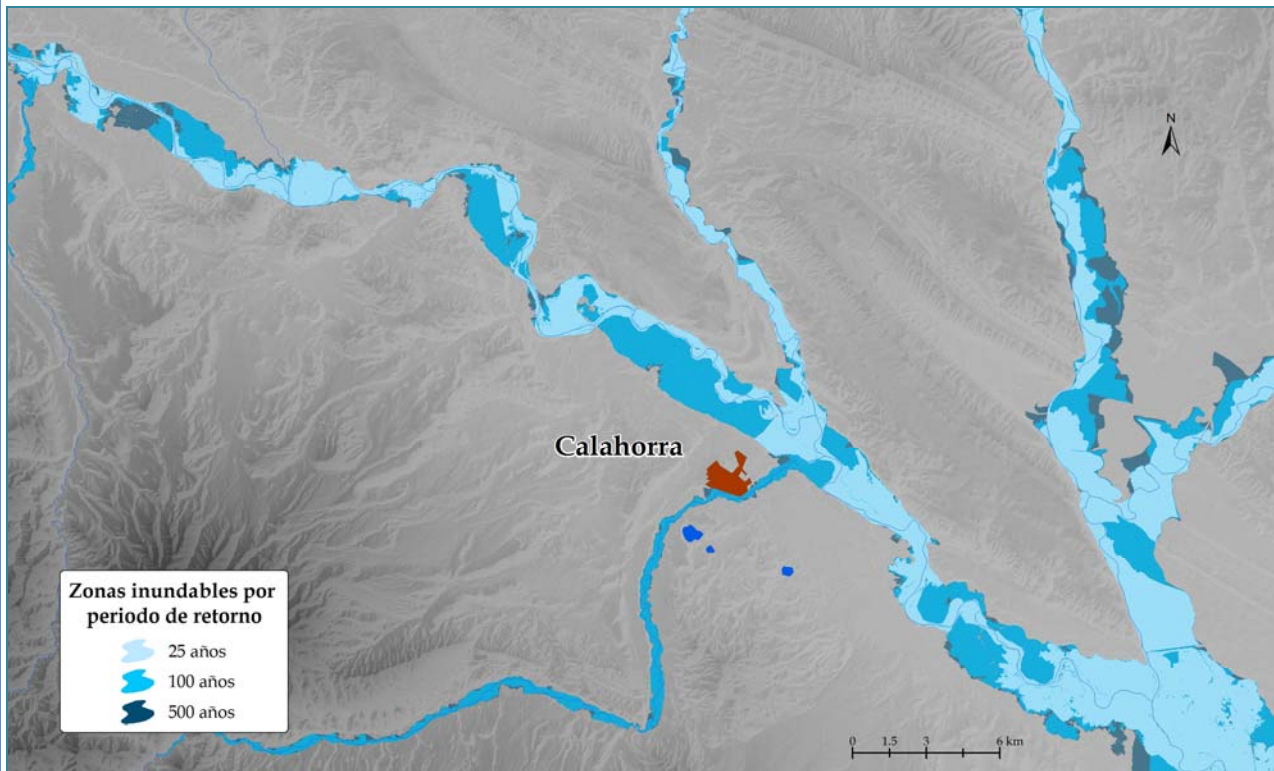 N
Calahorra
Zonas inundables por
periodo de retorno
25 años
100 años
500 años
0 1.5 3 6 km